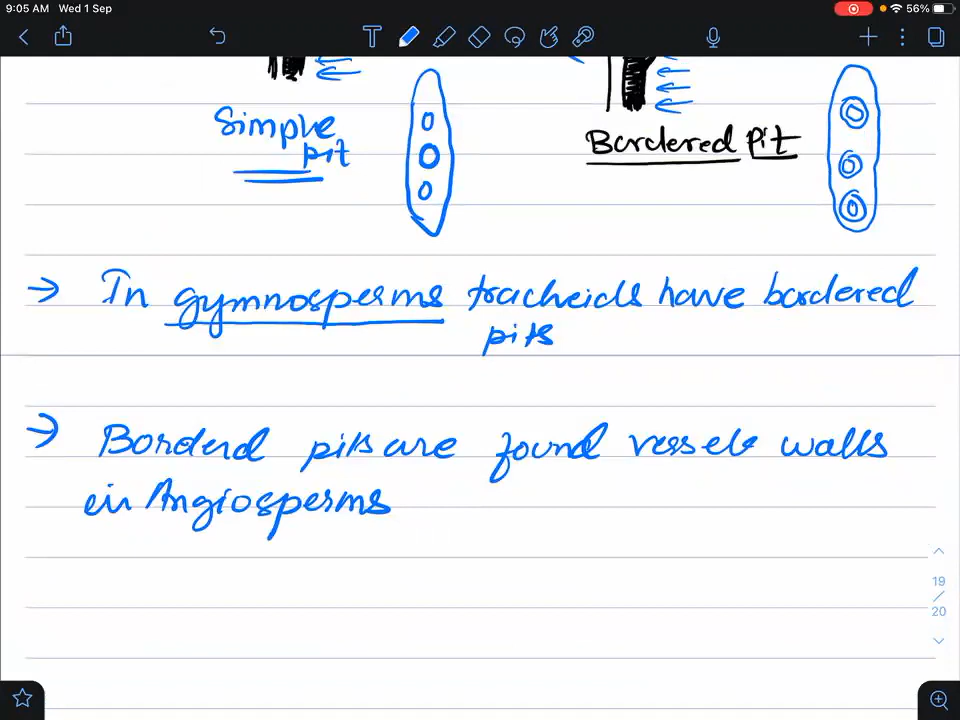 9:05 AM Wed 1 Sep
56%
Simple
pit
Bordered pit
→ In gymnosperms tracheids have bordered
pits
→ Borderd pits are found vessels walls
in Angiosperms
19
/
20